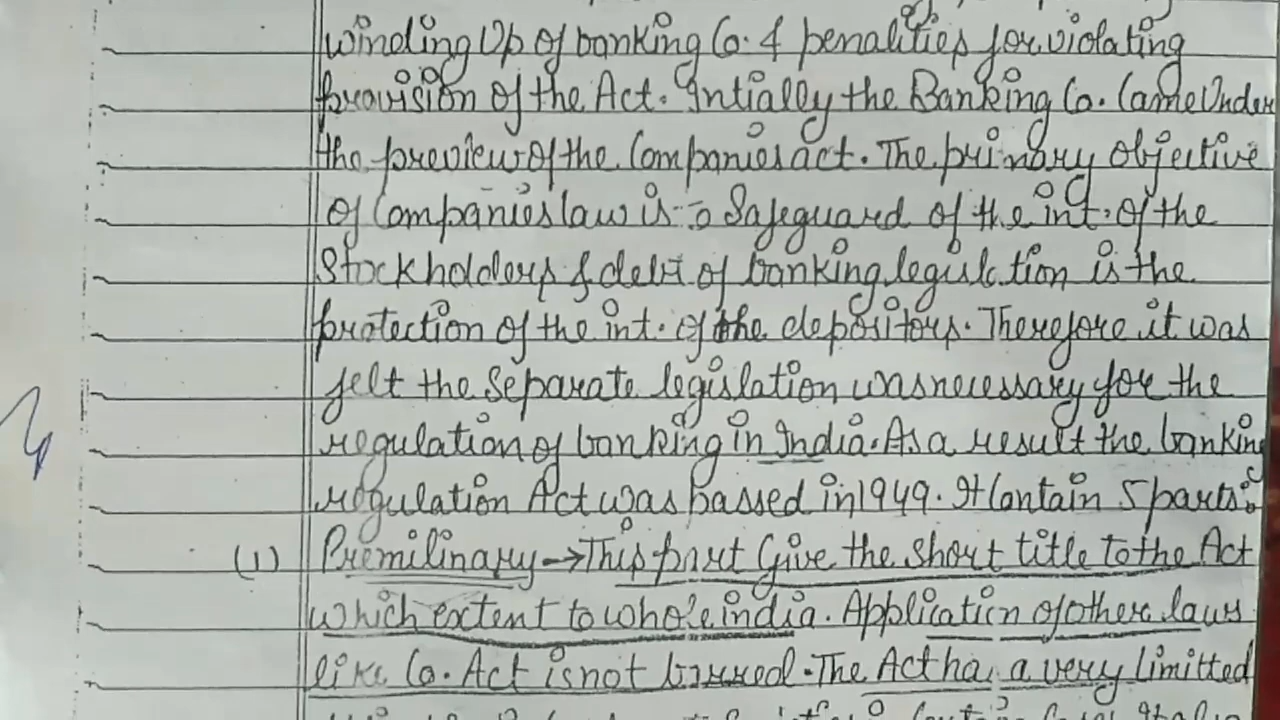 winding Up of banking Co. & penalities for violating
provision of the Act. Intially the Banking Co. Came Under
the preview of the Companies act. The primary objective
of Companies law is to Safeguard of the int. of the
Stockholders & debt of banking legislction is the
protection of the int. of the depositors. Therefore it was
felt the Separate legislation was necessary for the
regulation of banking in India. As a result the banking
regulation Act was passed in 1949. It Contain 5 parts:
(1) Premilinary → This part Give the short title to the Act
which extent to whole india. Application of other laws
like Co. Act is not barred. The Act has a very limitted